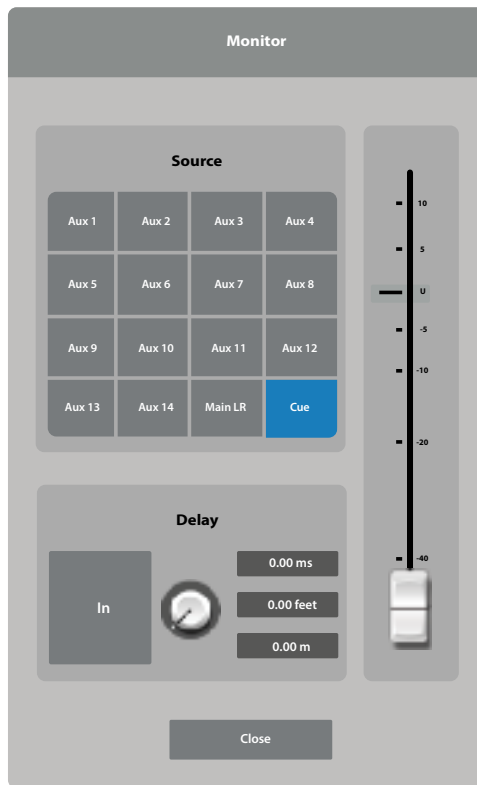 Monitor
Source
Aux 1 Aux 2 Aux 3 Aux 4
Aux 5 Aux 6 Aux 7 Aux 8
Aux 9 Aux 10 Aux 11 Aux 12
Aux 13 Aux 14 Main LR Cue
Delay
In
0.00 ms
0.00 feet
0.00 m
10
5
U
-5
-10
-20
-40
Close